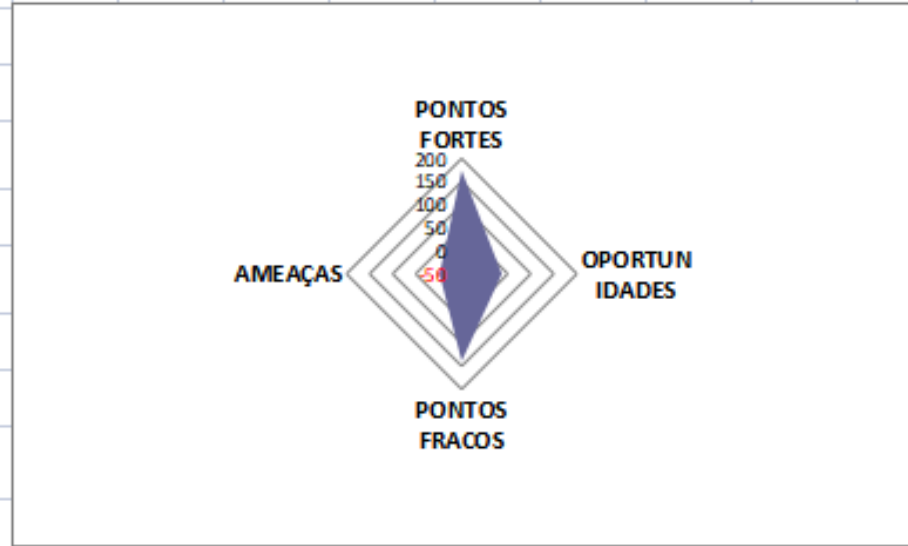 PONTOS
FORTES
200
150
100
50
0
-50
AMEAÇAS
OPORTUN
IDADES
PONTOS
FRACOS